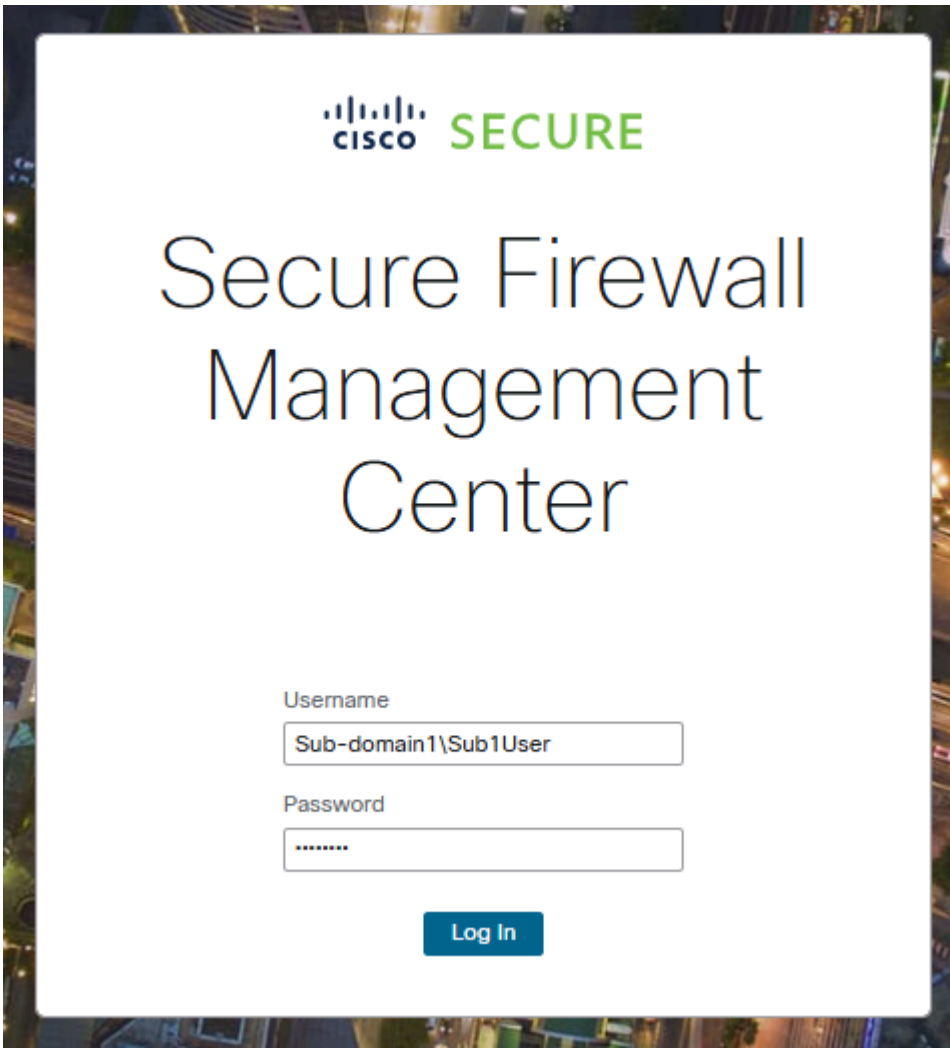 CISCO SECURE
Secure Firewall
Management
Center
Username
Sub-domain1\Sub1User
Password
••••••••
Log In